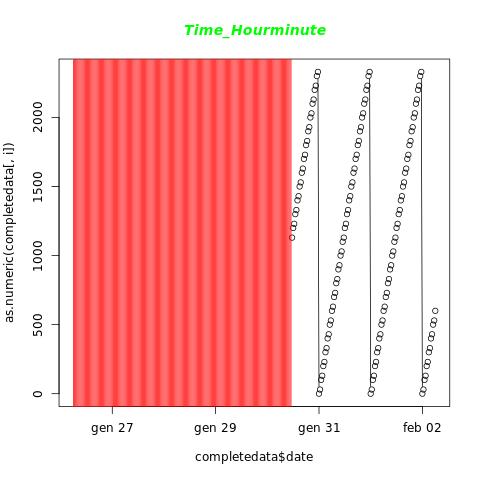 Time_Hourminute
as.numeric(completedata[, i])
2000
1500
1000
500
0
gen 27 gen 29 gen 31 feb 02
completedata$date